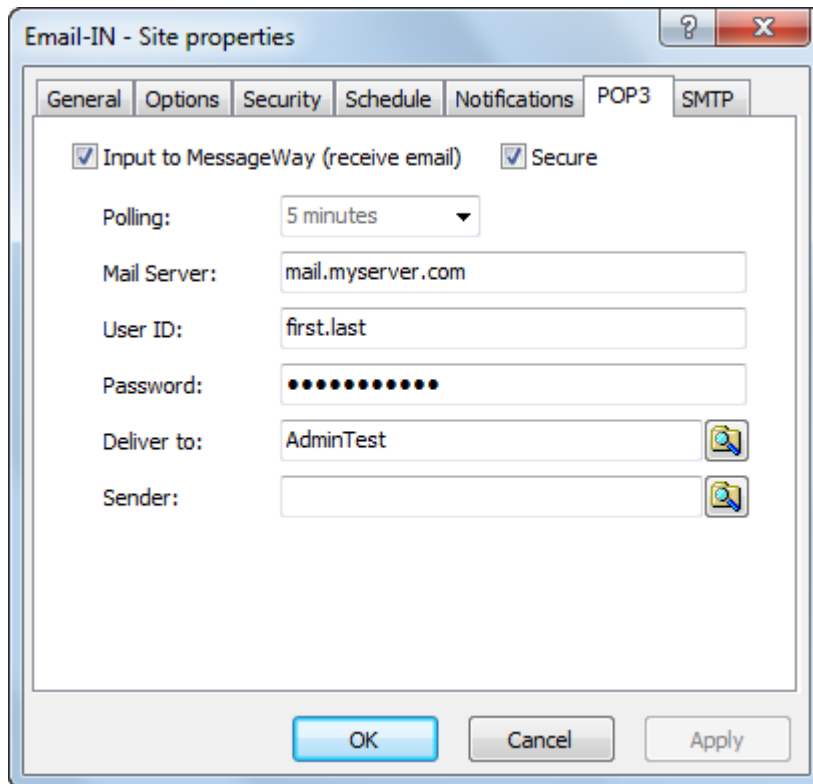 Email-IN - Site properties
General Options Security Schedule Notifications POP3 SMTP
Input to MessageWay (receive email) Secure
Polling: 5 minutes
Mail Server: mail.myserver.com
User ID: first.last
Password: •••••••••••
Deliver to: AdminTest
Sender:
OK Cancel Apply